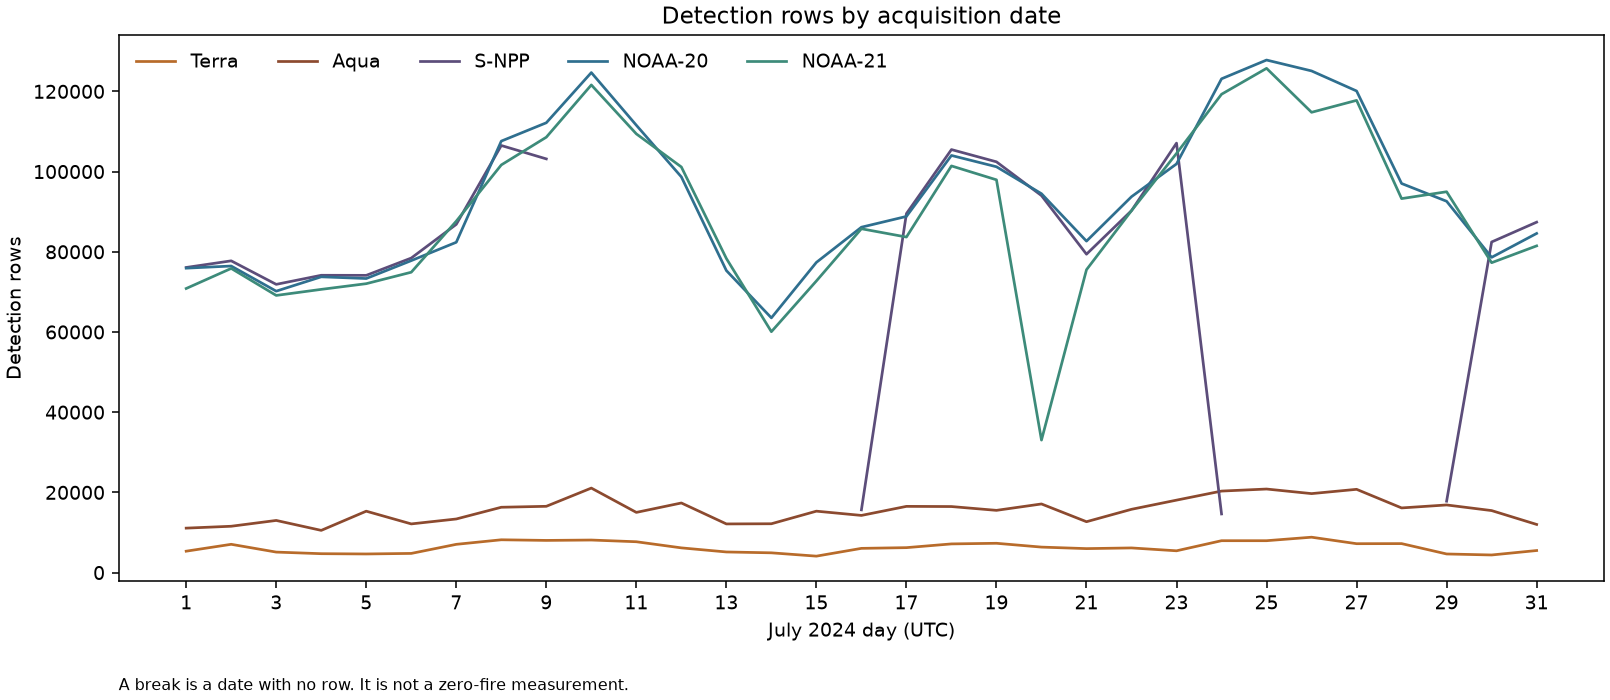 Detection rows by acquisition date
Terra Aqua S-NPP NOAA-20 NOAA-21
120000
100000
80000
60000
40000
20000
0
Detection rows
1 3 5 7 9 11 13 15 17 19 21 23 25 27 29 31
July 2024 day (UTC)
A break is a date with no row. It is not a zero-fire measurement.